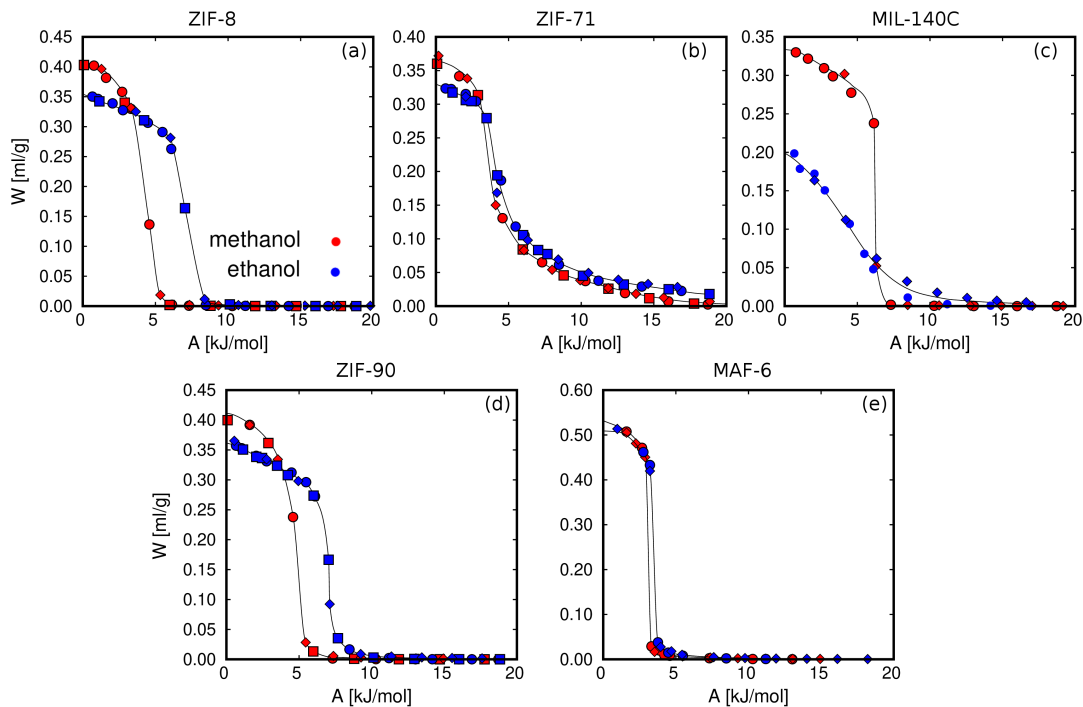 ZIF-8 ZIF-71 MIL-140C
(a) (b) (c)
0.45 0.40 0.35
0.40 0.35 0.30
0.35 0.30 0.25
0.30 0.25 0.20
0.25 0.20 0.15
0.20 0.15 0.10
0.15 0.10 0.05
0.10 0.05 0.00
0.05 0.00
0.00
W [ml/g]
methanol
ethanol
0 5 10 15 20 0 5 10 15 20 0 5 10 15 20
A [kJ/mol] A [kJ/mol] A [kJ/mol]
ZIF-90 MAF-6
(d) (e)
0.45 0.60
0.40 0.50
0.35 0.40
0.30 0.30
0.25 0.20
0.20 0.10
0.15 0.00
0.10
0.05
0.00
W [ml/g]
0 5 10 15 20 0 5 10 15 20
A [kJ/mol] A [kJ/mol]